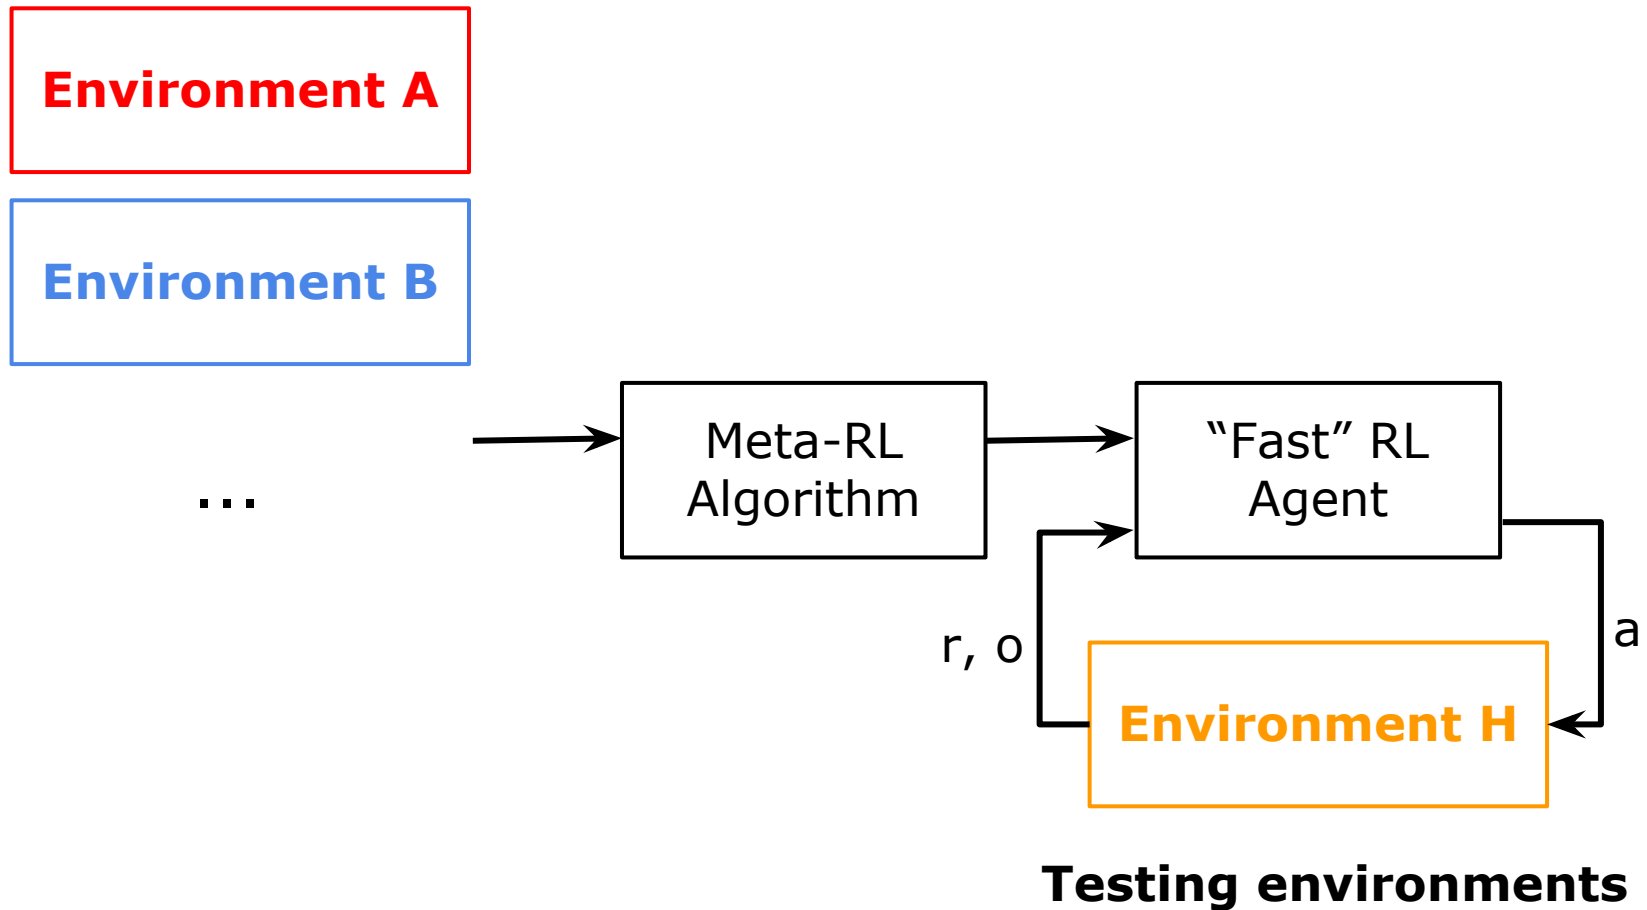 Environment A
Environment B
...
Meta-RL
Algorithm
“Fast” RL
Agent
r, o
a
Environment H
Testing environments